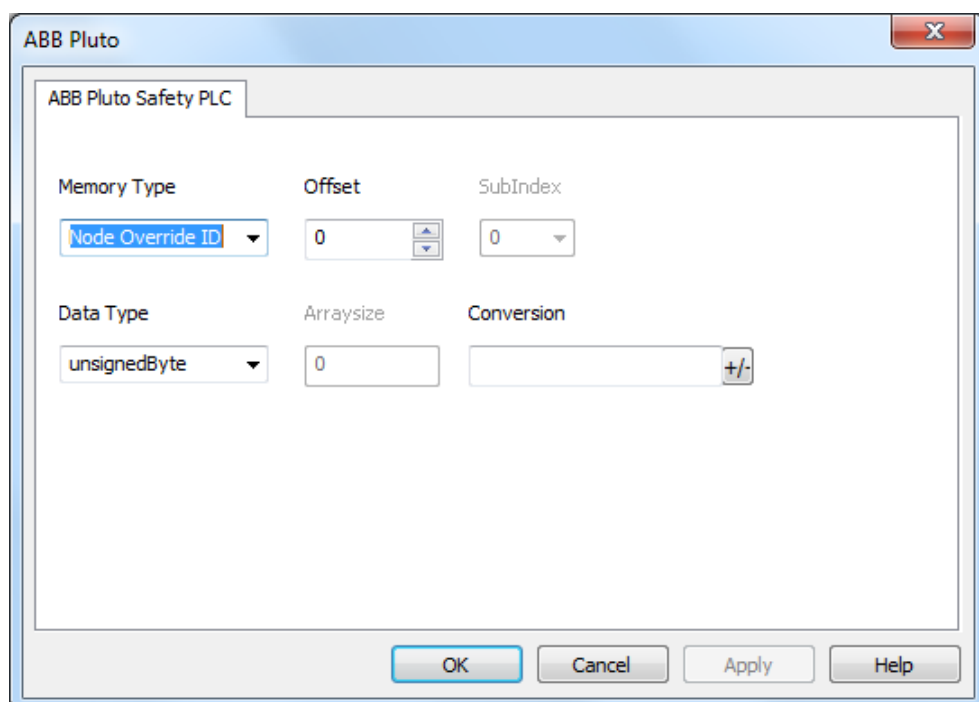 ABB Pluto
ABB Pluto Safety PLC
Memory Type Offset SubIndex
Node Override ID 0 0
Data Type Arraysize Conversion
unsignedByte 0 +/-
OK Cancel Apply Help